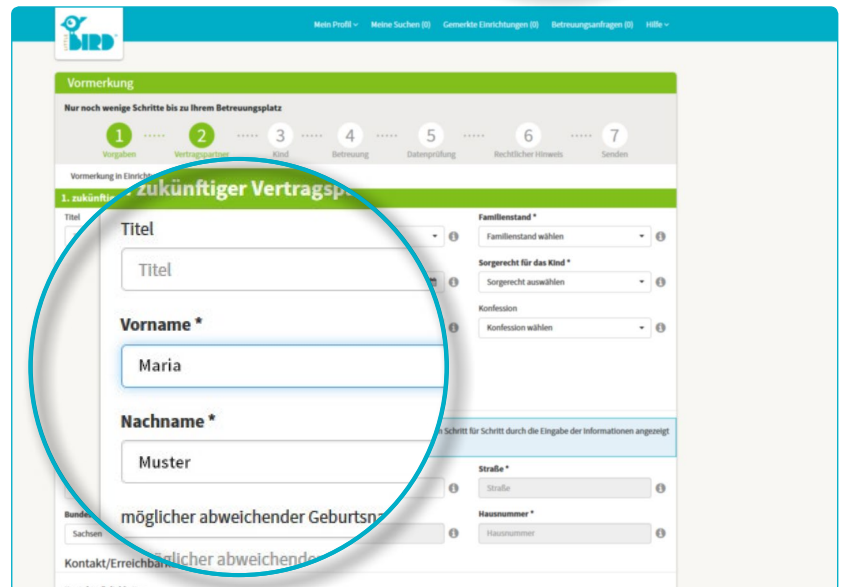 LITTLE BIRD
Mein Profil Meine Suchen (0) Gemerkte Einrichtungen (0) Betreuungsanfragen (0) Hilfe
Vormerkung
Nur noch wenige Schritte bis zu Ihrem Betreuungsplatz
1 2 3 4 5 6 7
Vorgaben Vertragspartner Kind Betreuung Datenprüfung Rechtlicher Hinweis Senden
Vormerkung in Einrich
1. zukünftig
zukünftiger Vertragsp
Titel
Titel
Titel
Vorname *
Maria
Nachname *
Muster
möglicher abweichender Geburtsna
möglicher abweichender
Familienstand *
Familienstand wählen
Sorgerecht für das Kind *
Sorgerecht auswählen
Konfession
Konfession wählen
n Schritt für Schritt durch die Eingabe der Informationen angezeigt
Straße *
Straße
Bunde
Sachsen
Hausnummer *
Hausnummer
Kontakt/Erreichbar